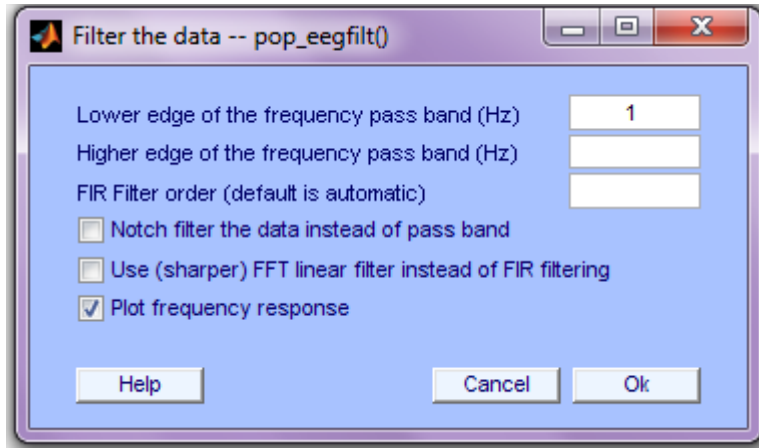 Filter the data -- pop_eegfilt()
Lower edge of the frequency pass band (Hz) 1
Higher edge of the frequency pass band (Hz)
FIR Filter order (default is automatic)
Notch filter the data instead of pass band
Use (sharper) FFT linear filter instead of FIR filtering
Plot frequency response
Help Cancel Ok